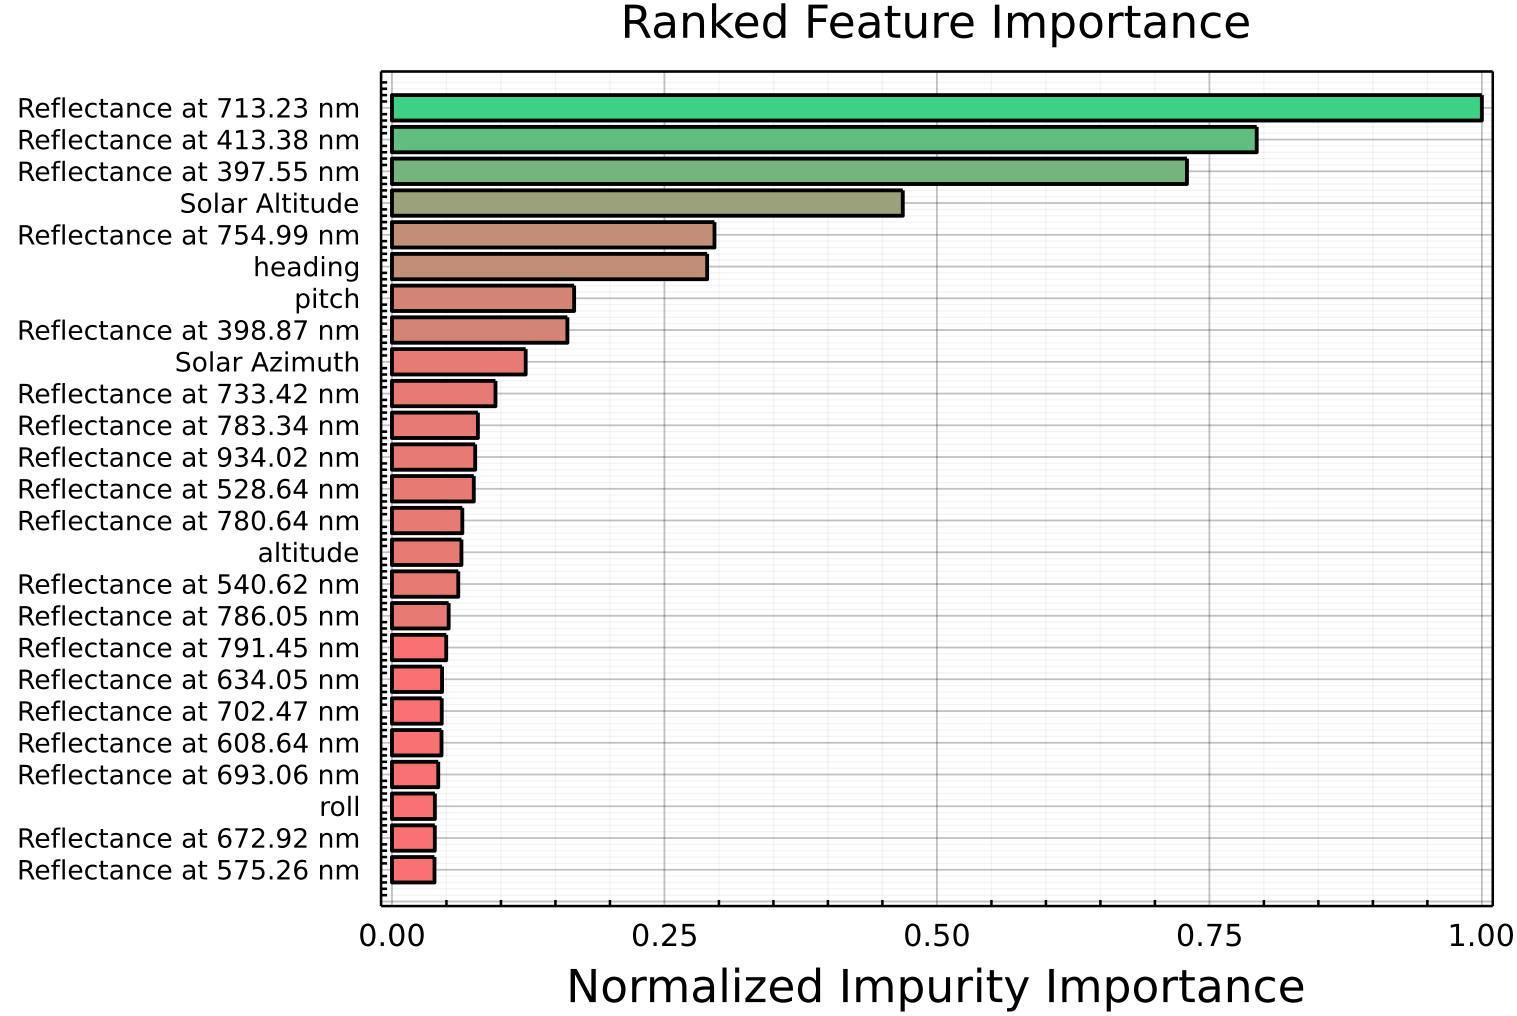 Ranked Feature Importance
Reflectance at 713.23 nm
Reflectance at 413.38 nm
Reflectance at 397.55 nm
Solar Altitude
Reflectance at 754.99 nm
heading
pitch
Reflectance at 398.87 nm
Solar Azimuth
Reflectance at 733.42 nm
Reflectance at 783.34 nm
Reflectance at 934.02 nm
Reflectance at 528.64 nm
Reflectance at 780.64 nm
altitude
Reflectance at 540.62 nm
Reflectance at 786.05 nm
Reflectance at 791.45 nm
Reflectance at 634.05 nm
Reflectance at 702.47 nm
Reflectance at 608.64 nm
Reflectance at 693.06 nm
roll
Reflectance at 672.92 nm
Reflectance at 575.26 nm
0.00 0.25 0.50 0.75 1.00
Normalized Impurity Importance